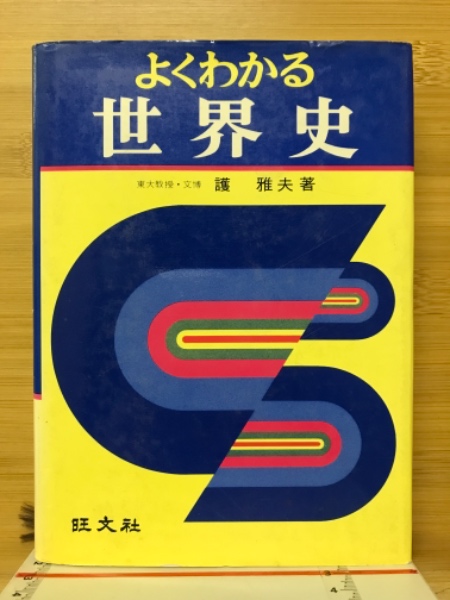 よくわかる
世界史
東大教授・文博 護 雅夫著
旺文社